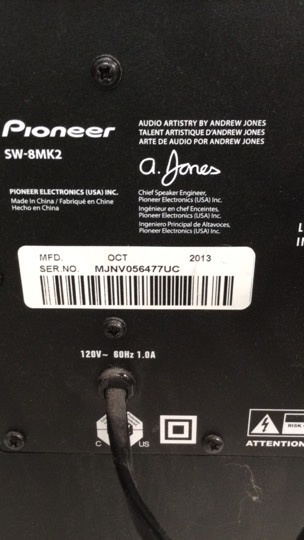 Pioneer
SW-8MK2
AUDIO ARTISTRY BY ANDREW JONES
TALENT ARTISTIQUE D'ANDREW JONES
ARTE DE AUDIO POR ANDREW JONES
a. Jones
PIONEER ELECTRONICS (USA) INC.
Made in China / Fabriqué en Chine
Hecho en China
Chief Speaker Engineer,
Pioneer Electronics (USA) Inc.
Ingénieur en chef Enceintes,
Pioneer Electronics (USA) Inc.
Ingeniero Principal de Altavoces,
Pioneer Electronics (USA) Inc.
MFD. OCT 2013
SER.NO. MJNV056477UC
120V~ 60Hz 1.0A
C US
RISK
ATTENTION